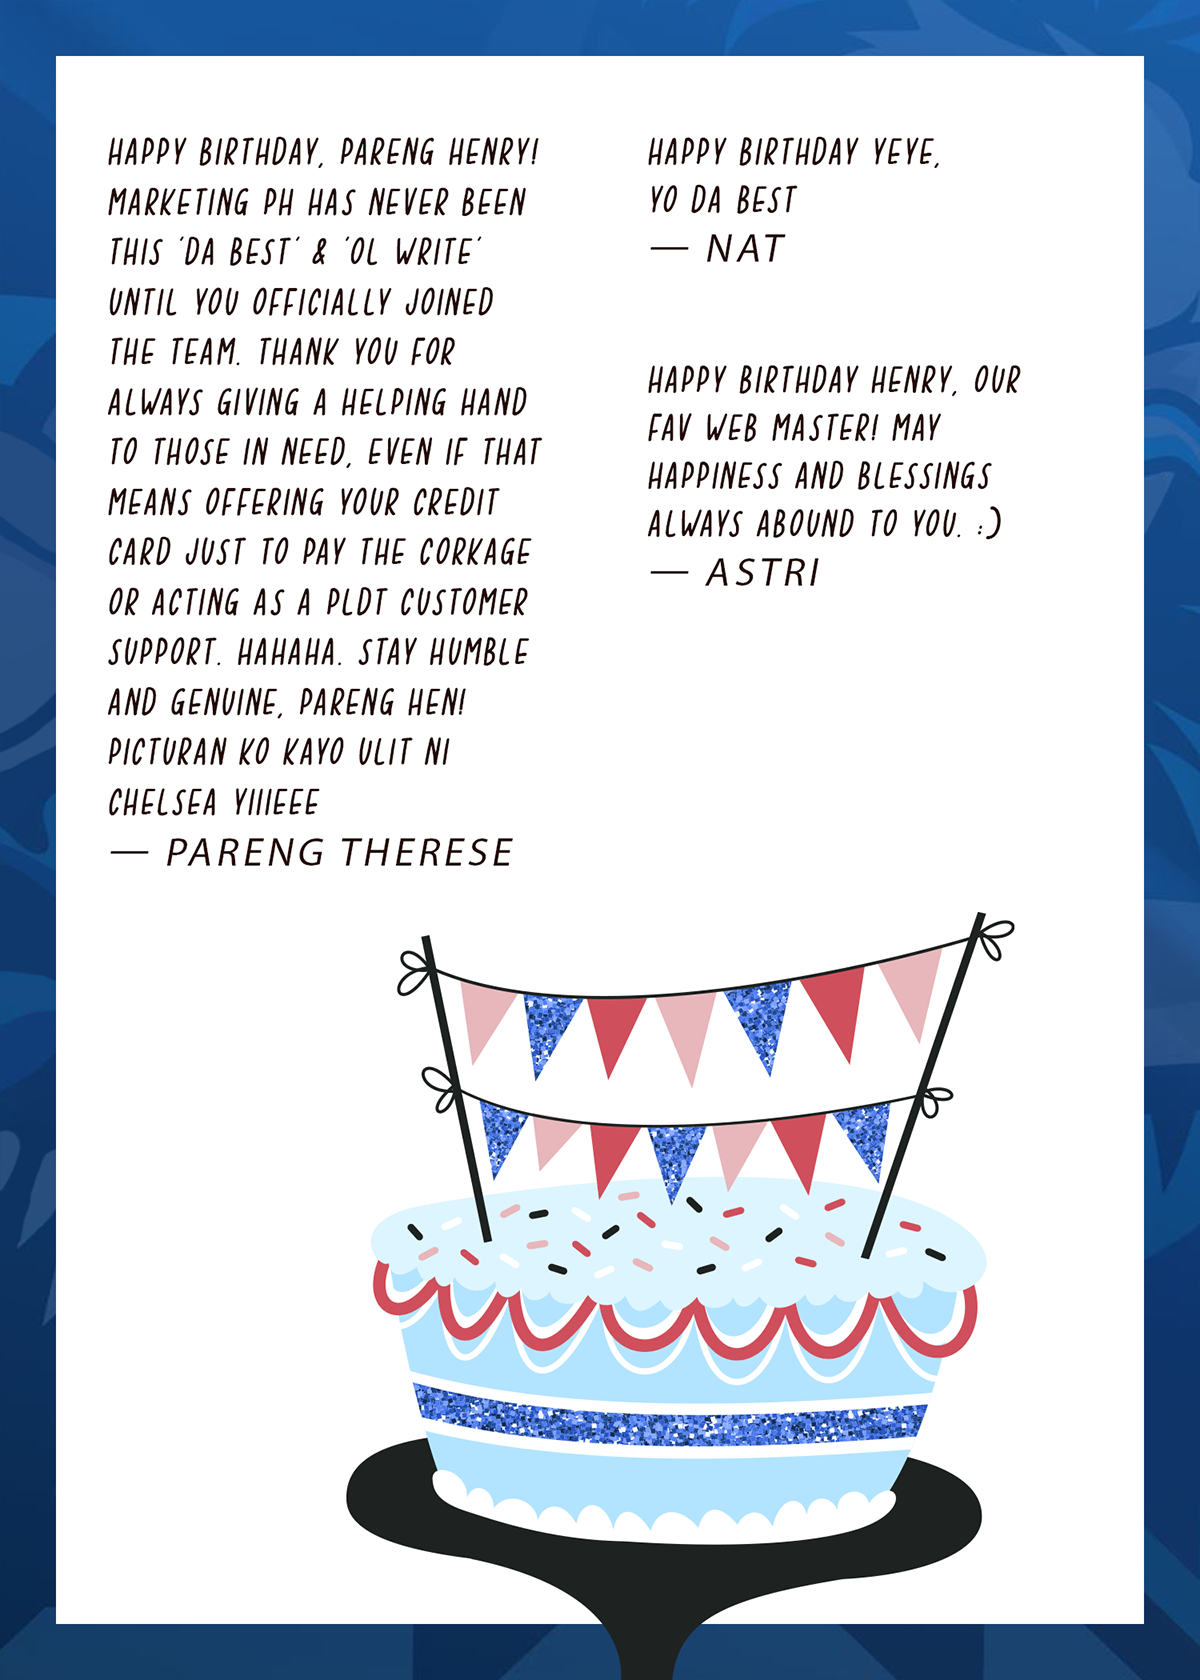 HAPPY BIRTHDAY, PARENG HENRY!
MARKETING PH HAS NEVER BEEN
THIS 'DA BEST' & 'OL WRITE'
UNTIL YOU OFFICIALLY JOINED
THE TEAM. THANK YOU FOR
ALWAYS GIVING A HELPING HAND
TO THOSE IN NEED, EVEN IF THAT
MEANS OFFERING YOUR CREDIT
CARD JUST TO PAY THE CORKAGE
OR ACTING AS A PLDT CUSTOMER
SUPPORT. HAHAHA. STAY HUMBLE
AND GENUINE, PARENG HEN!
PICTURAN KO KAYO ULIT NI
CHELSEA YIIIEEE
— PARENG THERESE
HAPPY BIRTHDAY YEYE,
YO DA BEST
— NAT
HAPPY BIRTHDAY HENRY, OUR
FAV WEB MASTER! MAY
HAPPINESS AND BLESSINGS
ALWAYS ABOUND TO YOU. :)
— ASTRI